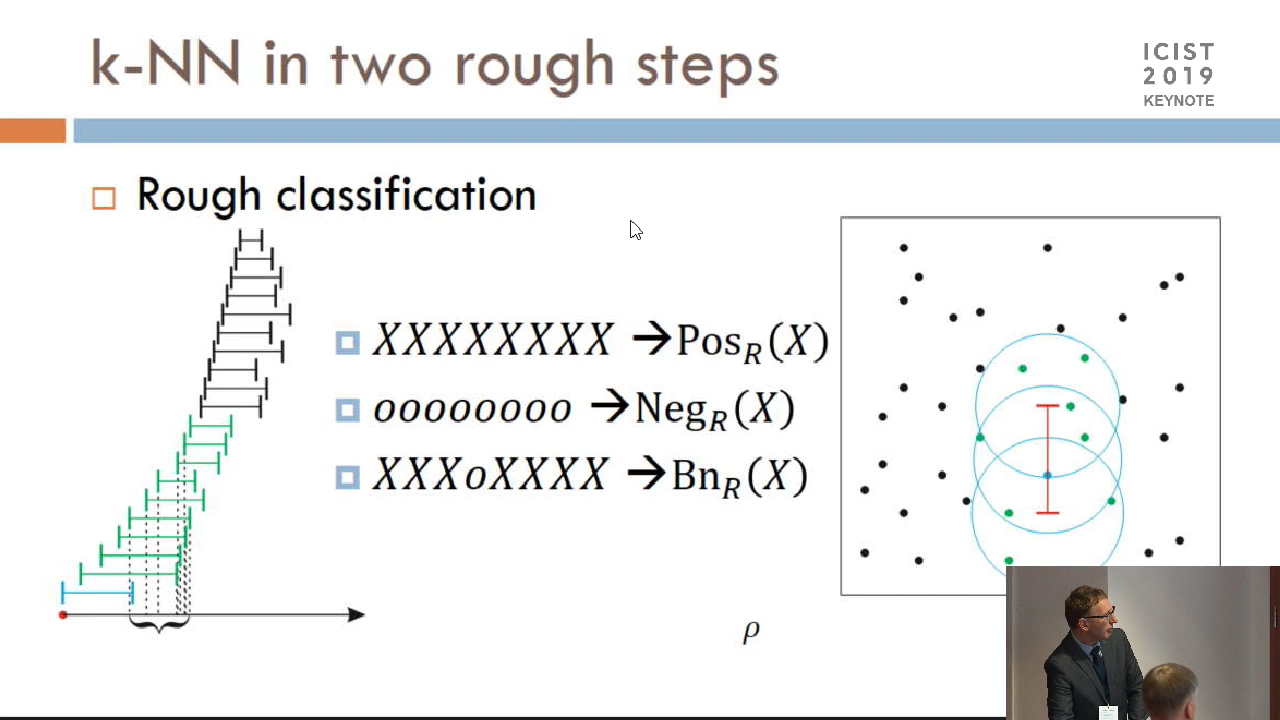 k-NN in two rough steps
ICIST
2019
KEYNOTE
Rough classification
XXXXXXXX →Pos_R(X)
oooooooo →Neg_R(X)
XXXoXXXX →Bn_R(X)
ρ